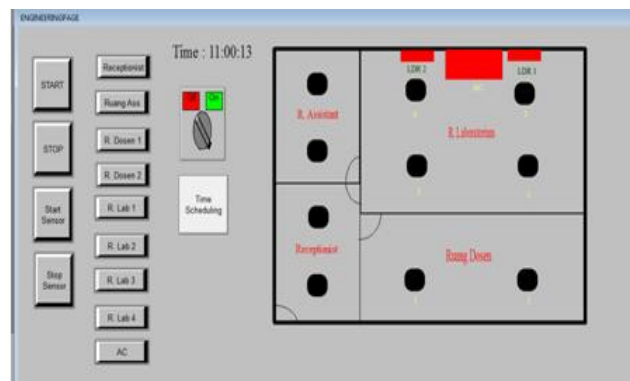 ENGINEERINGPAGE
Time : 11:00:13
START
STOP
Start
Sensor
Stop
Sensor
Receptionist
Ruang Ass
R. Dosen 1
R. Dosen 2
R. Lab 1
R. Lab 2
R. Lab 3
R. Lab 4
AC
On
Time
Scheduling
LDR 2
AC
LDR 1
R. Assistant
R. Laboratorium
Receptionist
Ruang Dosen